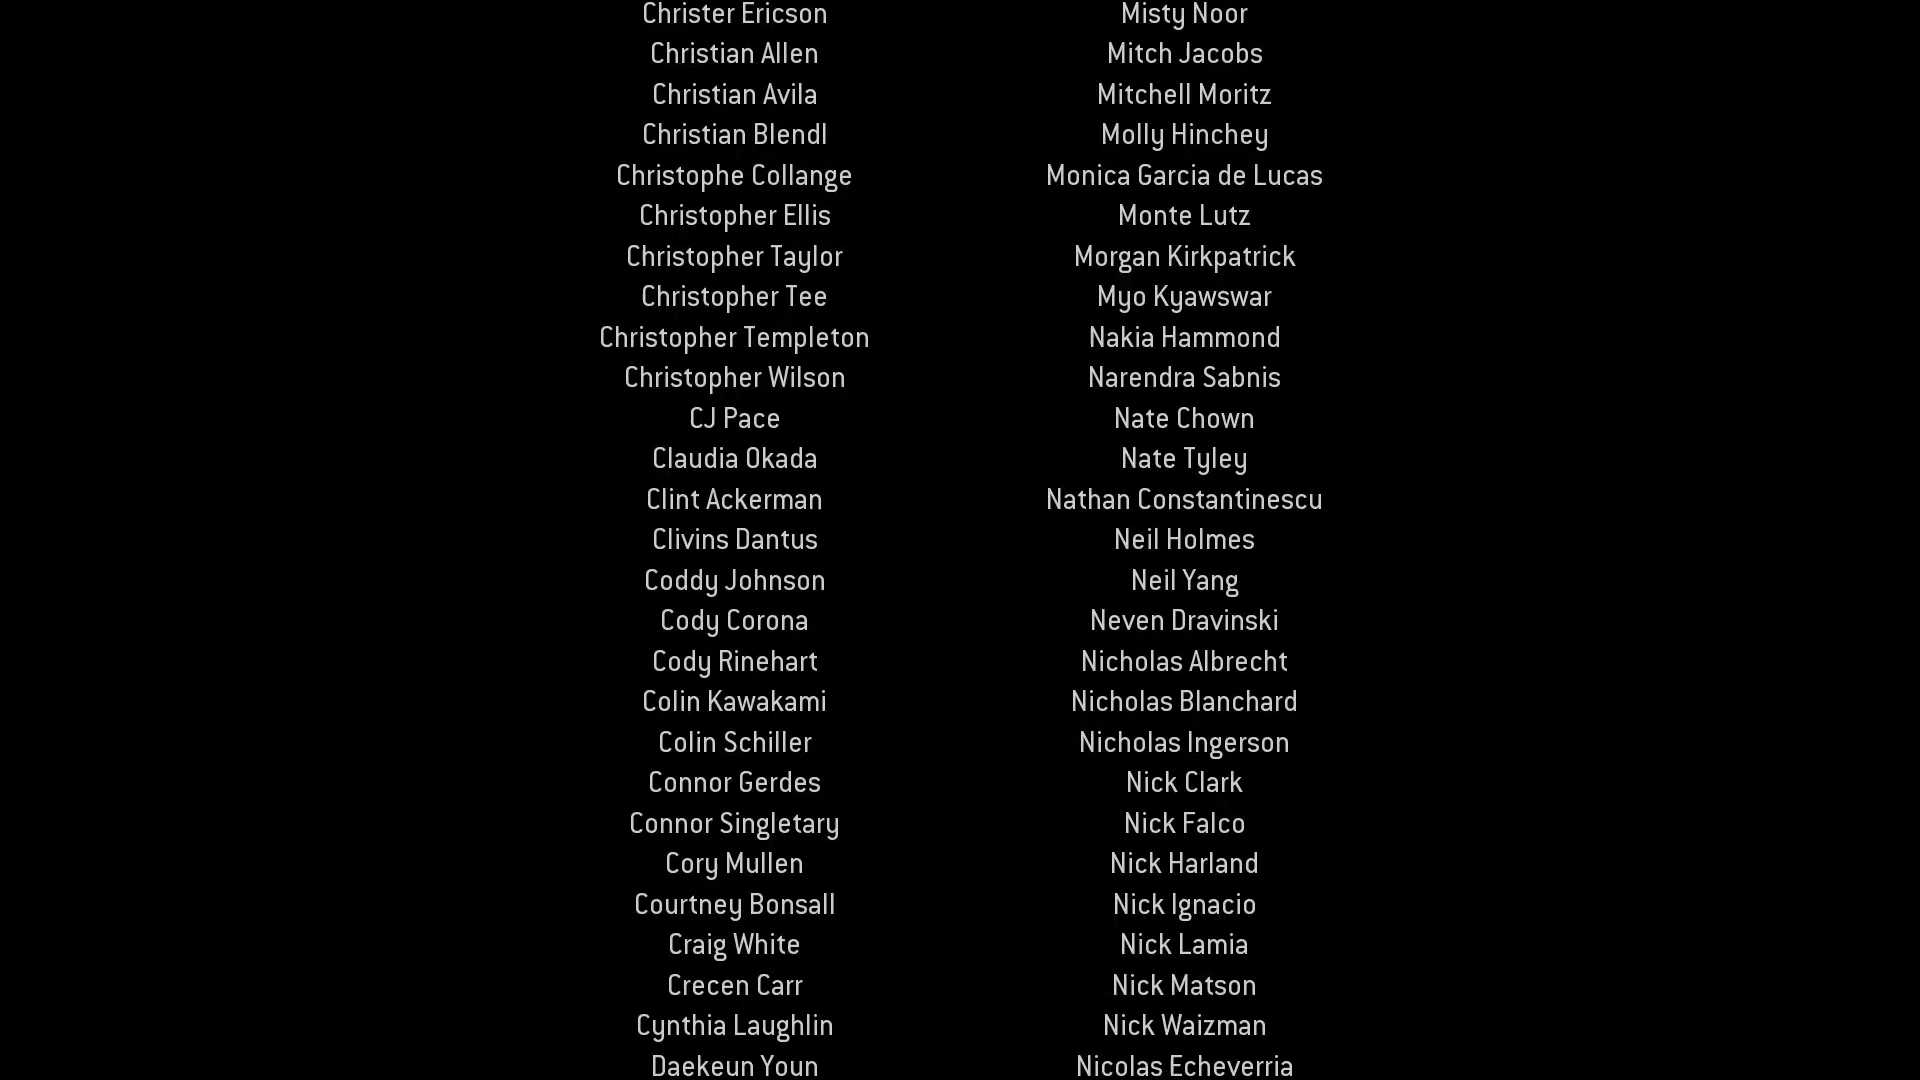 Christer Ericson
Christian Allen
Christian Avila
Christian Blendl
Christophe Collange
Christopher Ellis
Christopher Taylor
Christopher Tee
Christopher Templeton
Christopher Wilson
CJ Pace
Claudia Okada
Clint Ackerman
Clivins Dantus
Coddy Johnson
Cody Corona
Cody Rinehart
Colin Kawakami
Colin Schiller
Connor Gerdes
Connor Singletary
Cory Mullen
Courtney Bonsall
Craig White
Crecen Carr
Cynthia Laughlin
Daekeun Youn
Misty Noor
Mitch Jacobs
Mitchell Moritz
Molly Hinchey
Monica Garcia de Lucas
Monte Lutz
Morgan Kirkpatrick
Myo Kyawswar
Nakia Hammond
Narendra Sabnis
Nate Chown
Nate Tyley
Nathan Constantinescu
Neil Holmes
Neil Yang
Neven Dravinski
Nicholas Albrecht
Nicholas Blanchard
Nicholas Ingerson
Nick Clark
Nick Falco
Nick Harland
Nick Ignacio
Nick Lamia
Nick Matson
Nick Waizman
Nicolas Echeverria